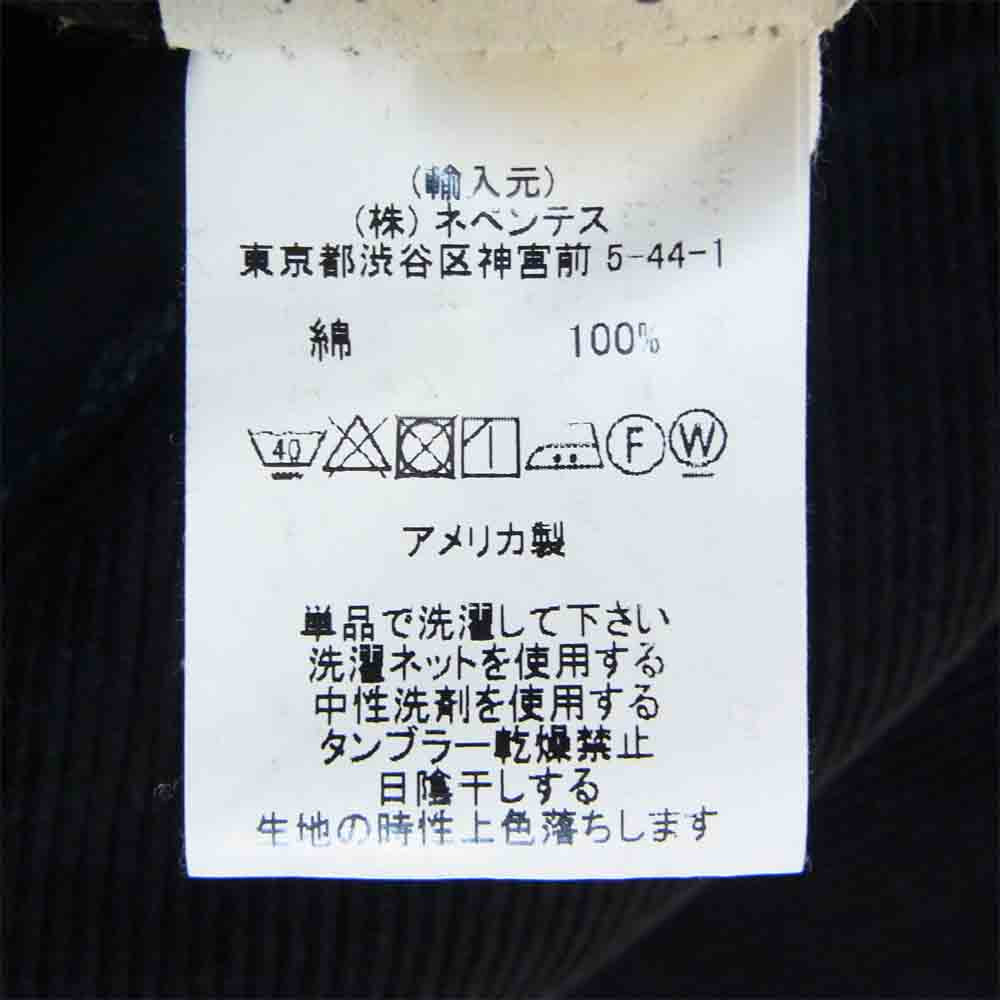 (輸入元)
(株) ネペンテス
東京都渋谷区神宮前 5-44-1
綿 100%
40 F W
アメリカ製
単品で洗濯して下さい
洗濯ネットを使用する
中性洗剤を使用する
タンブラー乾燥禁止
日陰干しする
生地の時性上色落ちします